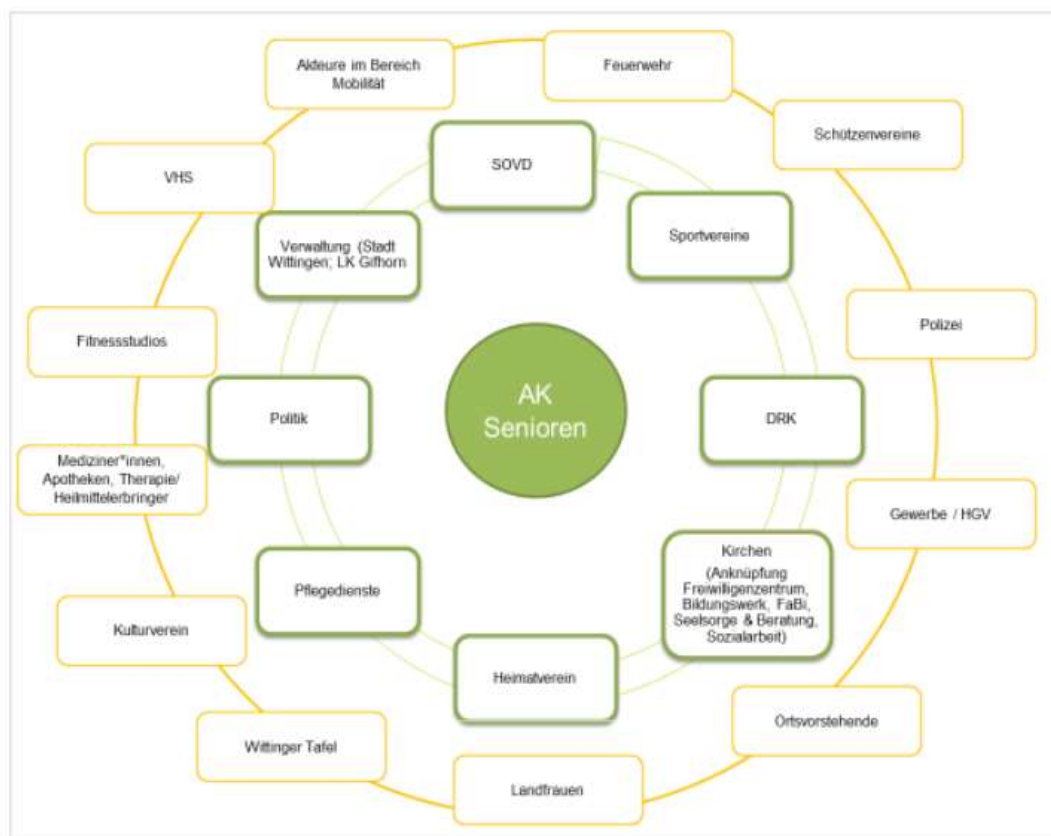 Akteure im Bereich
Mobilität
Feuerwehr
Schützenvereine
VHS
SOVD
Verwaltung (Stadt
Wittingen; LK Gifhorn
Sportvereine
Fitnessstudios
Polizei
Politik
AK
Senioren
DRK
Mediziner*innen,
Apotheken, Therapie/
Heilmittelerbringer
Gewerbe / HGV
Kirchen
(Anknüpfung
Freiwilligenzentrum,
Bildungswerk, FaBi,
Seelsorge & Beratung,
Sozialarbeit)
Pflegedienste
Kulturverein
Heimatverein
Ortsvorstehende
Wittinger Tafel
Landfrauen